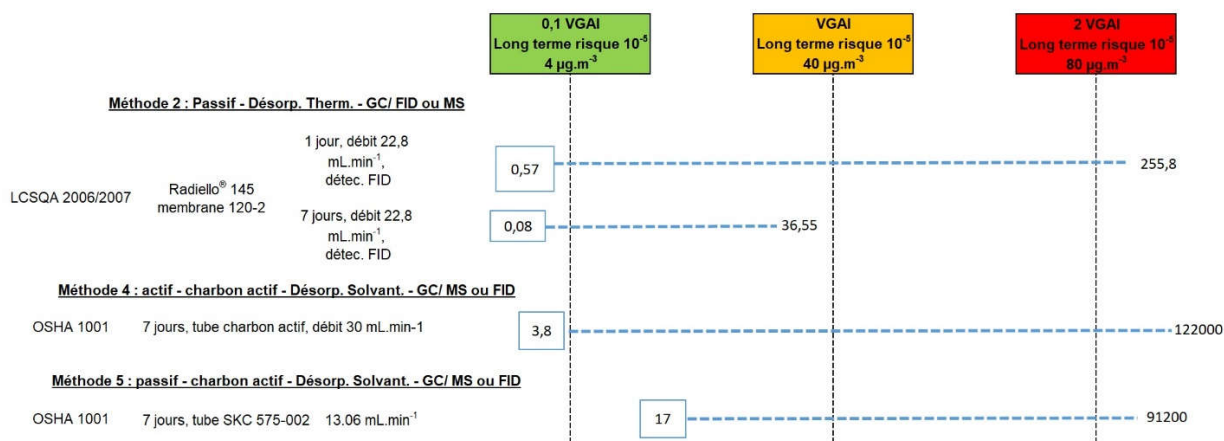 0,1 VGAI
Long terme risque 10⁻⁵
4 µg.m⁻³
VGAI
Long terme risque 10⁻⁵
40 µg.m⁻³
2 VGAI
Long terme risque 10⁻⁵
80 µg.m⁻³
Méthode 2 : Passif - Désorp. Therm. - GC/ FID ou MS
LCSQA 2006/2007
Radiello® 145
membrane 120-2
1 jour, débit 22,8
mL.min⁻¹,
détec. FID
0,57
255,8
7 jours, débit 22,8
mL.min⁻¹,
détec. FID
0,08
36,55
Méthode 4 : actif - charbon actif - Désorp. Solvant. - GC/ MS ou FID
OSHA 1001
7 jours, tube charbon actif, débit 30 mL.min-1
3,8
122000
Méthode 5 : passif - charbon actif - Désorp. Solvant. - GC/ MS ou FID
OSHA 1001
7 jours, tube SKC 575-002 13.06 mL.min⁻¹
17
91200